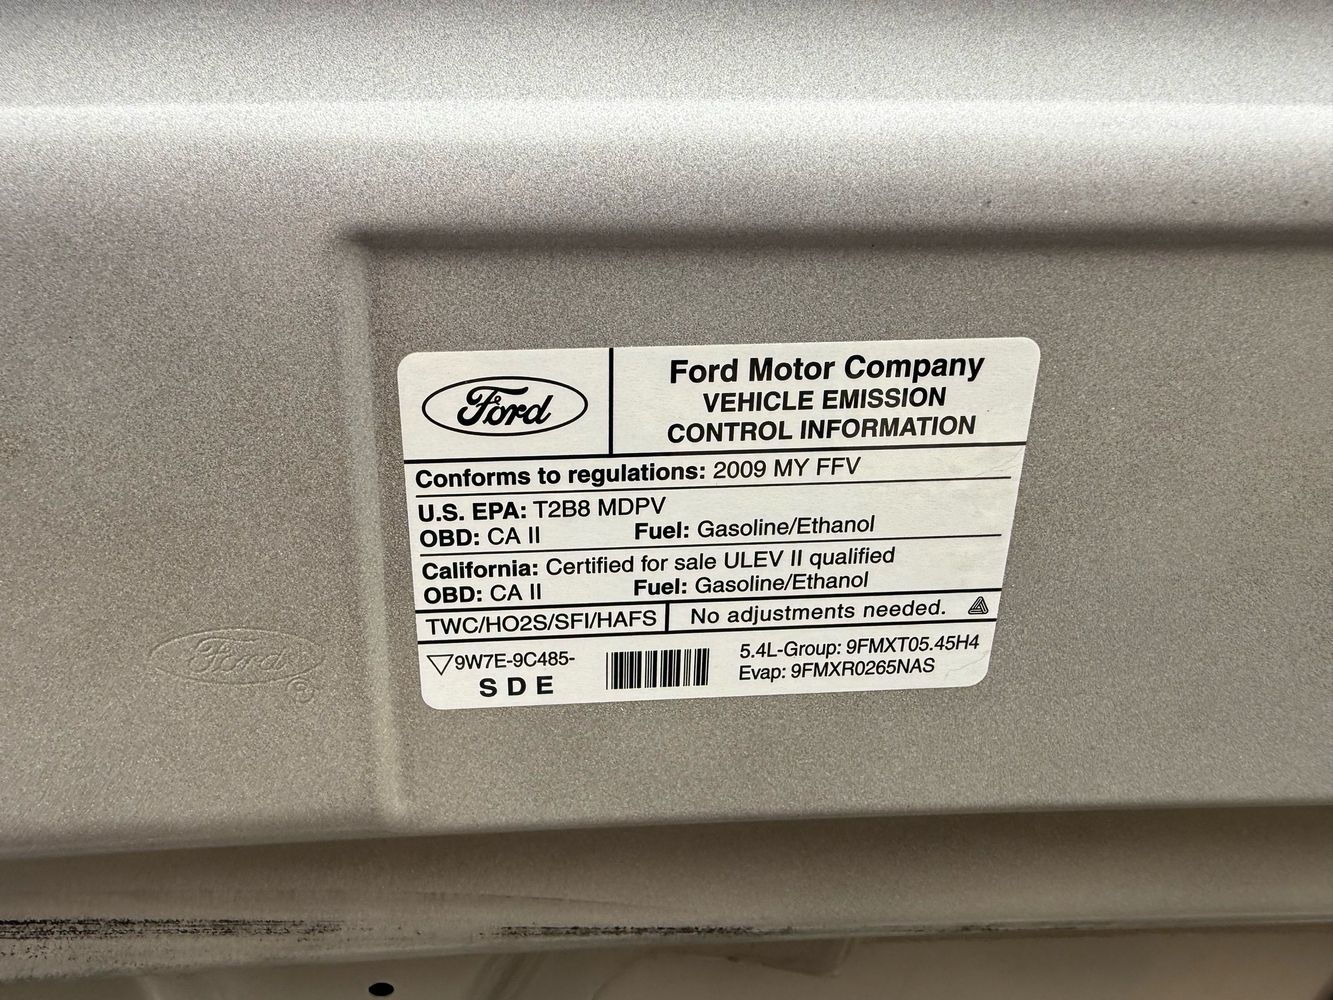 Ford
Ford Motor Company
VEHICLE EMISSION
CONTROL INFORMATION
Conforms to regulations: 2009 MY FFV
U.S. EPA: T2B8 MDPV
OBD: CA II Fuel: Gasoline/Ethanol
California: Certified for sale ULEV II qualified
OBD: CA II Fuel: Gasoline/Ethanol
TWC/HO2S/SFI/HAFS No adjustments needed.
9W7E-9C485-
SDE
5.4L-Group: 9FMXT05.45H4
Evap: 9FMXR0265NAS
Ford ®